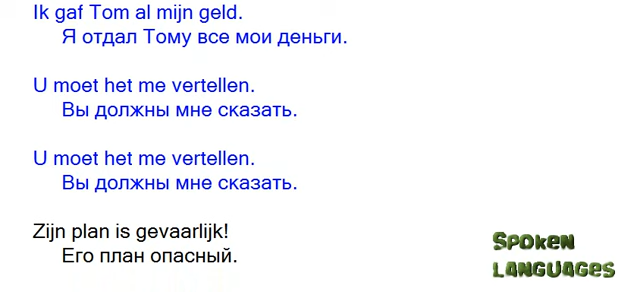 Ik gaf Tom al mijn geld.
Я отдал Тому все мои деньги.
U moet het me vertellen.
Вы должны мне сказать.
U moet het me vertellen.
Вы должны мне сказать.
Zijn plan is gevaarlijk!
Его план опасный.
SPOKEN
LANGUAGES